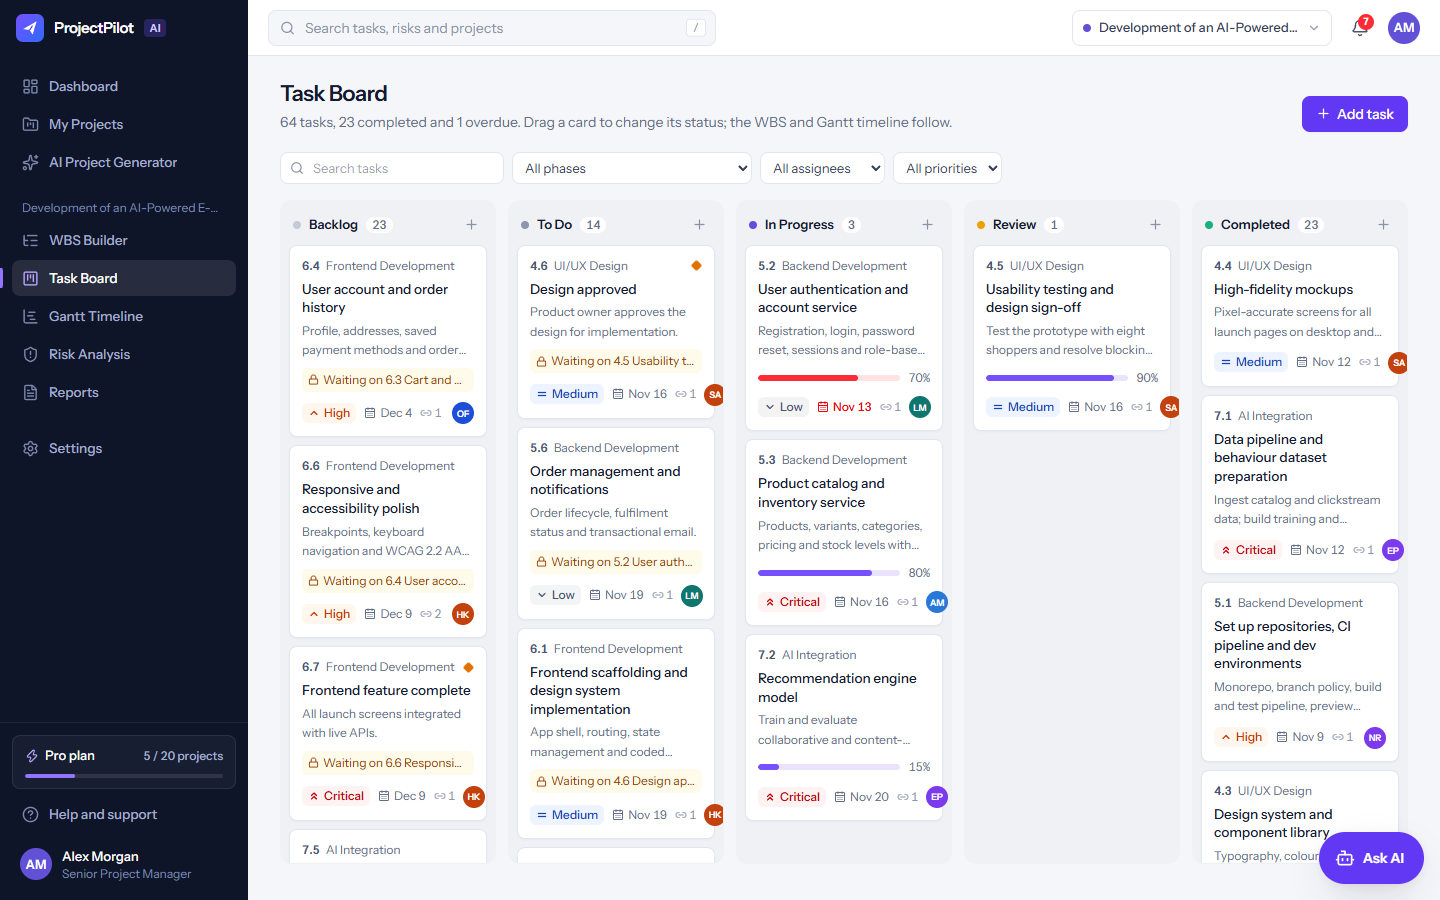 ProjectPilot AI
Dashboard
My Projects
AI Project Generator
Development of an AI-Powered E-...
WBS Builder
Task Board
Gantt Timeline
Risk Analysis
Reports
Settings
Pro plan 5 / 20 projects
Help and support
AM Alex Morgan
Senior Project Manager
Search tasks, risks and projects /
Development of an AI-Powered... 7 AM
Task Board
64 tasks, 23 completed and 1 overdue. Drag a card to change its status; the WBS and Gantt timeline follow.
Add task
Search tasks All phases All assignees All priorities
Backlog 23
6.4 Frontend Development
User account and order
history
Profile, addresses, saved
payment methods and order...
Waiting on 6.3 Cart and ...
High Dec 4 1 OF
6.6 Frontend Development
Responsive and
accessibility polish
Breakpoints, keyboard
navigation and WCAG 2.2 AA...
Waiting on 6.4 User acco...
High Dec 9 2 HK
6.7 Frontend Development
Frontend feature complete
All launch screens integrated
with live APIs.
Waiting on 6.6 Responsi...
Critical Dec 9 1 HK
7.5 AI Integration
To Do 14
4.6 UI/UX Design
Design approved
Product owner approves the
design for implementation.
Waiting on 4.5 Usability t...
Medium Nov 16 1 SA
5.6 Backend Development
Order management and
notifications
Order lifecycle, fulfilment
status and transactional email.
Waiting on 5.2 User auth...
Low Nov 19 1 LM
6.1 Frontend Development
Frontend scaffolding and
design system
implementation
App shell, routing, state
management and coded...
Waiting on 4.6 Design ap...
Medium Nov 19 1 HK
In Progress 3
5.2 Backend Development
User authentication and
account service
Registration, login, password
reset, sessions and role-base...
70%
Low Nov 13 1 LM
5.3 Backend Development
Product catalog and
inventory service
Products, variants, categories,
pricing and stock levels with...
80%
Critical Nov 16 1 AM
7.2 AI Integration
Recommendation engine
model
Train and evaluate
collaborative and content-...
15%
Critical Nov 20 1 EP
Review 1
4.5 UI/UX Design
Usability testing and
design sign-off
Test the prototype with eight
shoppers and resolve blockin...
90%
Medium Nov 16 1 SA
Completed 23
4.4 UI/UX Design
High-fidelity mockups
Pixel-accurate screens for all
launch pages on desktop and...
Medium Nov 12 1 SA
7.1 AI Integration
Data pipeline and
behaviour dataset
preparation
Ingest catalog and clickstream
data; build training and...
Critical Nov 12 1 EP
5.1 Backend Development
Set up repositories, CI
pipeline and dev
environments
Monorepo, branch policy, build
and test pipeline, preview...
High Nov 9 1 NR
4.3 UI/UX Design
Design system and
component library
Typography, colour
Ask AI